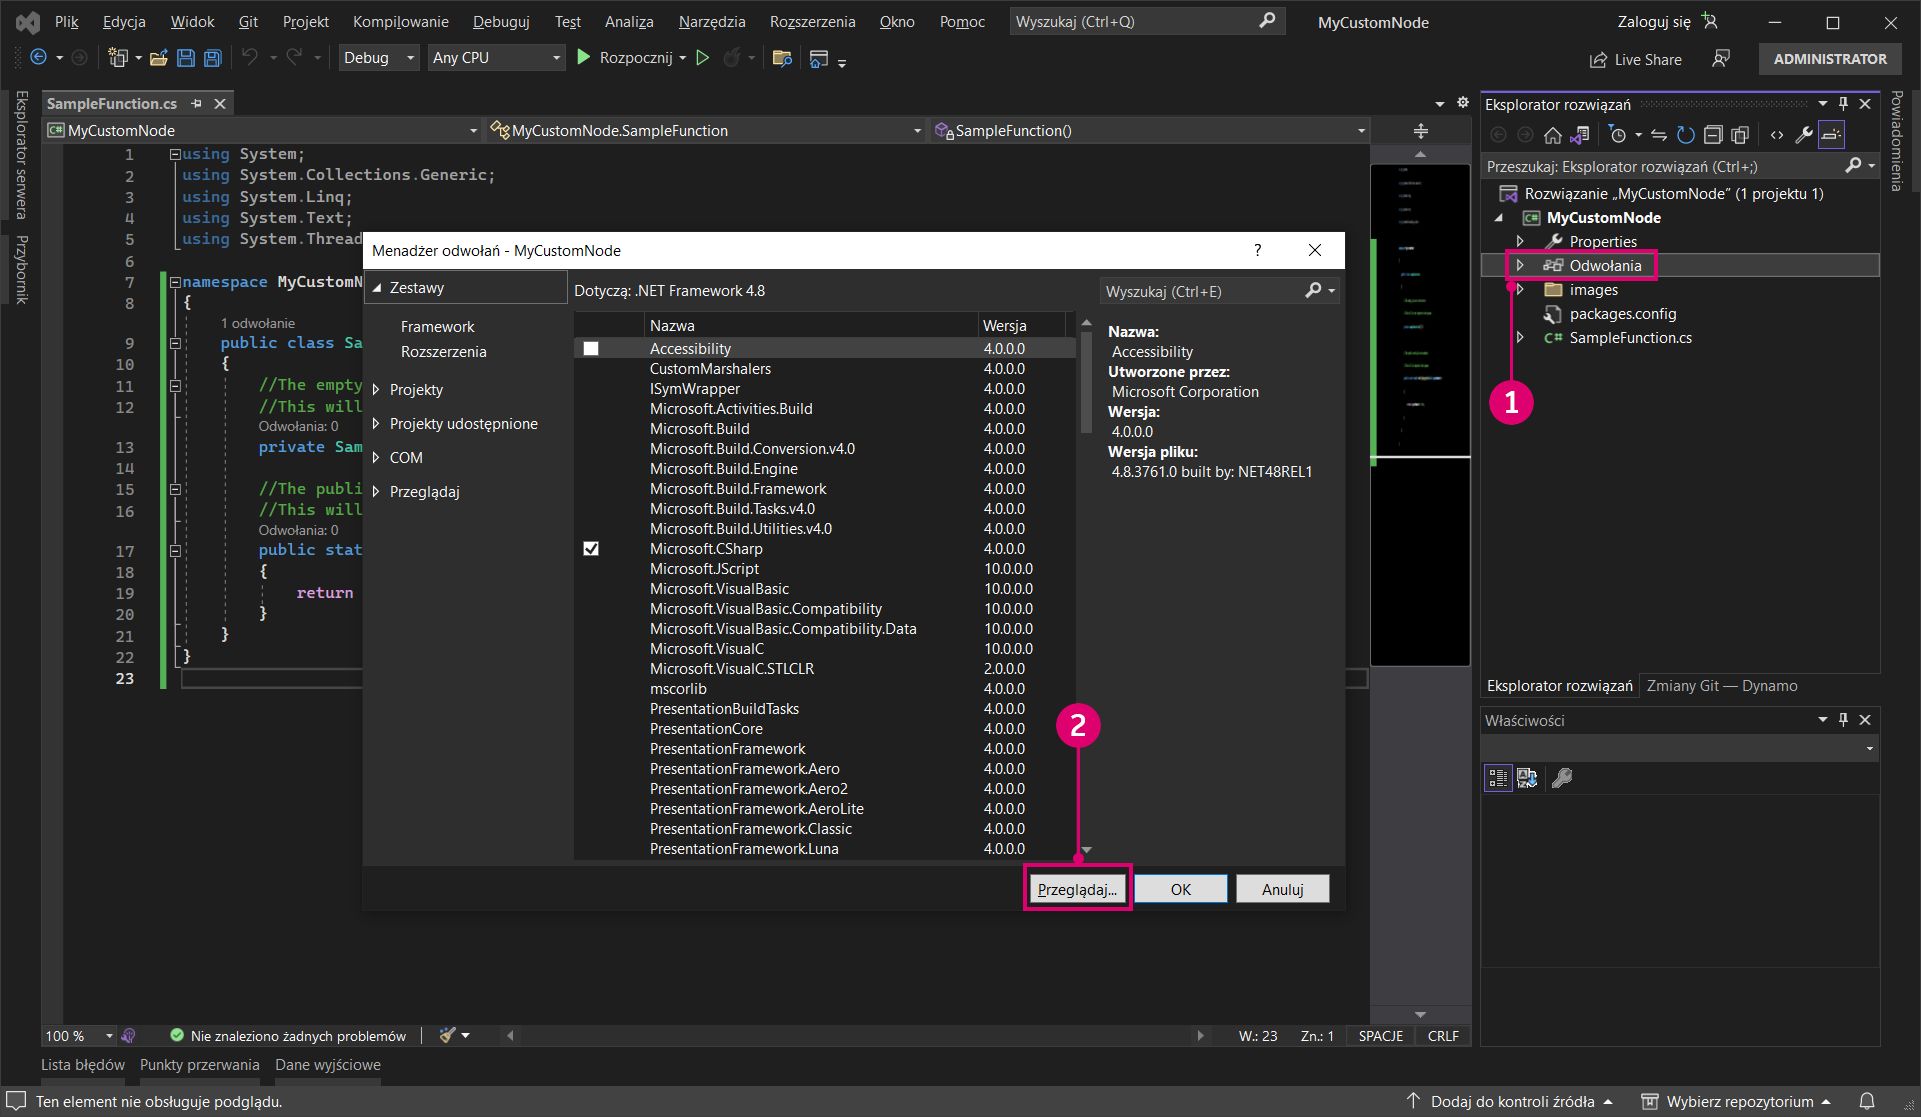 Plik Edycja Widok Git Projekt Kompilowanie Debuguj Test Analiza Narzędzia Rozszerzenia Okno Pomoc Wyszukaj (Ctrl+Q) MyCustomNode Zaloguj się
Debug Any CPU Rozpocznij Live Share ADMINISTRATOR
Eksplorator serwera
Przybornik
SampleFunction.cs
MyCustomNode MyCustomNode.SampleFunction SampleFunction()
1 using System;
2 using System.Collections.Generic;
3 using System.Linq;
4 using System.Text;
5 using System.Thread
6
7 namespace MyCustomN
8 {
1 odwołanie
9 public class Sa
10 {
11 //The empty
12 //This will
Odwołania: 0
13 private Sam
14
15 //The publi
16 //This will
Odwołania: 0
17 public stat
18 {
19 return
20 }
21 }
22 }
23
Menadżer odwołań - MyCustomNode ?
Zestawy
Framework
Rozszerzenia
Projekty
Projekty udostępnione
COM
Przeglądaj
Dotyczą: .NET Framework 4.8
Wyszukaj (Ctrl+E)
Nazwa Wersja
Accessibility 4.0.0.0
CustomMarshalers 4.0.0.0
ISymWrapper 4.0.0.0
Microsoft.Activities.Build 4.0.0.0
Microsoft.Build 4.0.0.0
Microsoft.Build.Conversion.v4.0 4.0.0.0
Microsoft.Build.Engine 4.0.0.0
Microsoft.Build.Framework 4.0.0.0
Microsoft.Build.Tasks.v4.0 4.0.0.0
Microsoft.Build.Utilities.v4.0 4.0.0.0
Microsoft.CSharp 4.0.0.0
Microsoft.JScript 10.0.0.0
Microsoft.VisualBasic 10.0.0.0
Microsoft.VisualBasic.Compatibility 10.0.0.0
Microsoft.VisualBasic.Compatibility.Data 10.0.0.0
Microsoft.VisualC 10.0.0.0
Microsoft.VisualC.STLCLR 2.0.0.0
mscorlib 4.0.0.0
PresentationBuildTasks 4.0.0.0
PresentationCore 4.0.0.0
PresentationFramework 4.0.0.0
PresentationFramework.Aero 4.0.0.0
PresentationFramework.Aero2 4.0.0.0
PresentationFramework.AeroLite 4.0.0.0
PresentationFramework.Classic 4.0.0.0
PresentationFramework.Luna 4.0.0.0
Nazwa:
Accessibility
Utworzone przez:
Microsoft Corporation
Wersja:
4.0.0.0
Wersja pliku:
4.8.3761.0 built by: NET48REL1
2
Przeglądaj... OK Anuluj
Eksplorator rozwiązań
Przeszukaj: Eksplorator rozwiązań (Ctrl+;)
Rozwiązanie „MyCustomNode” (1 projektu 1)
C# MyCustomNode
Properties
Odwołania
images
packages.config
C# SampleFunction.cs
1
Eksplorator rozwiązań Zmiany Git — Dynamo
Właściwości
Powiadomienia
100 % Nie znaleziono żadnych problemów W.: 23 Zn.: 1 SPACJE CRLF
Lista błędów Punkty przerwania Dane wyjściowe
Ten element nie obsługuje podglądu. Dodaj do kontroli źródła Wybierz repozytorium